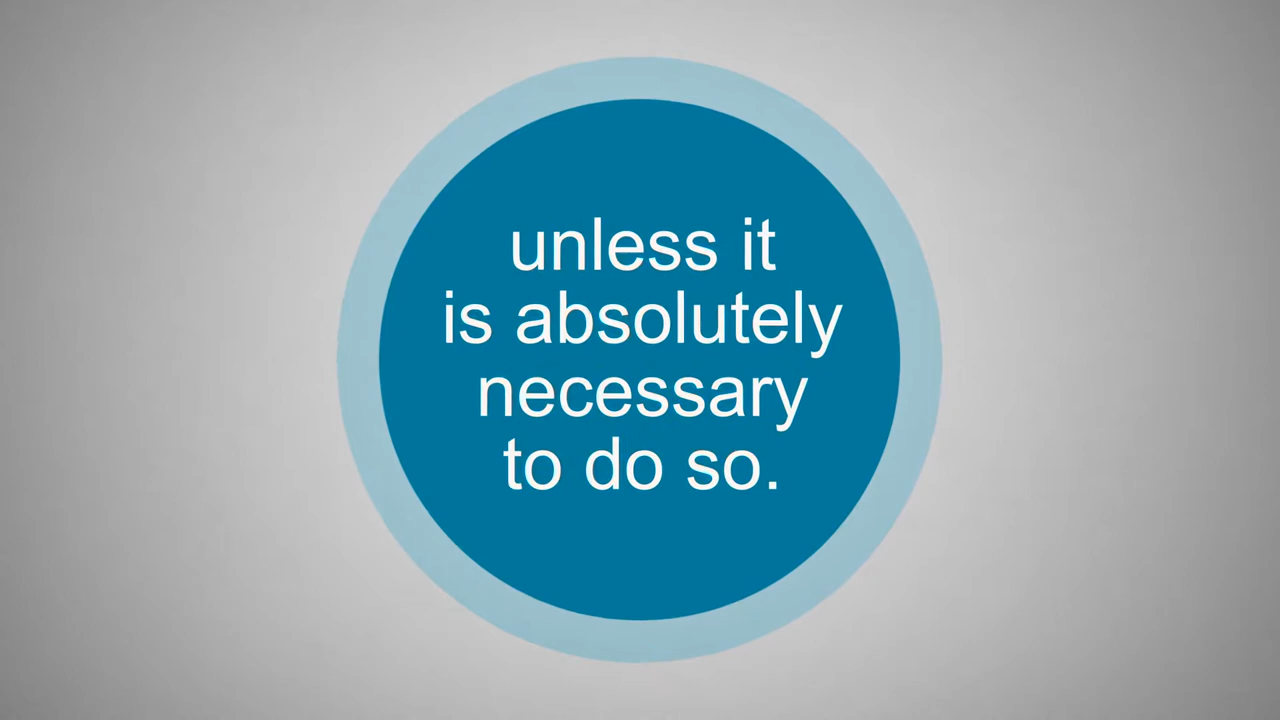 unless it
is absolutely
necessary
to do so.